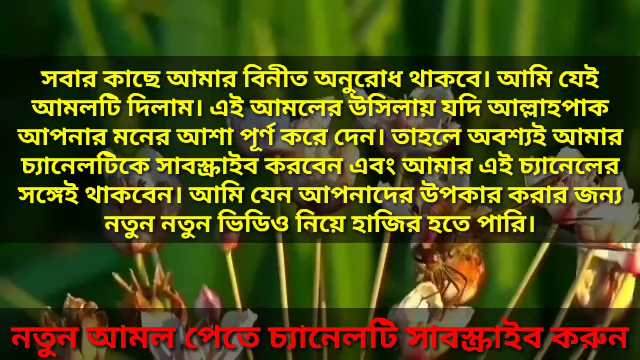 সবার কাছে আমার বিনীত অনুরোধ থাকবে। আমি যেই
আমলটি দিলাম। এই আমলের উসিলায় যদি আল্লাহপাক
আপনার মনের আশা পূর্ণ করে দেন। তাহলে অবশ্যই আমার
চ্যানেলটিকে সাবস্ক্রাইব করবেন এবং আমার এই চ্যানেলের
সঙ্গেই থাকবেন। আমি যেন আপনাদের উপকার করার জন্য
নতুন নতুন ভিডিও নিয়ে হাজির হতে পারি।
নতুন আমল পেতে চ্যানেলটি সাবস্ক্রাইব করুন